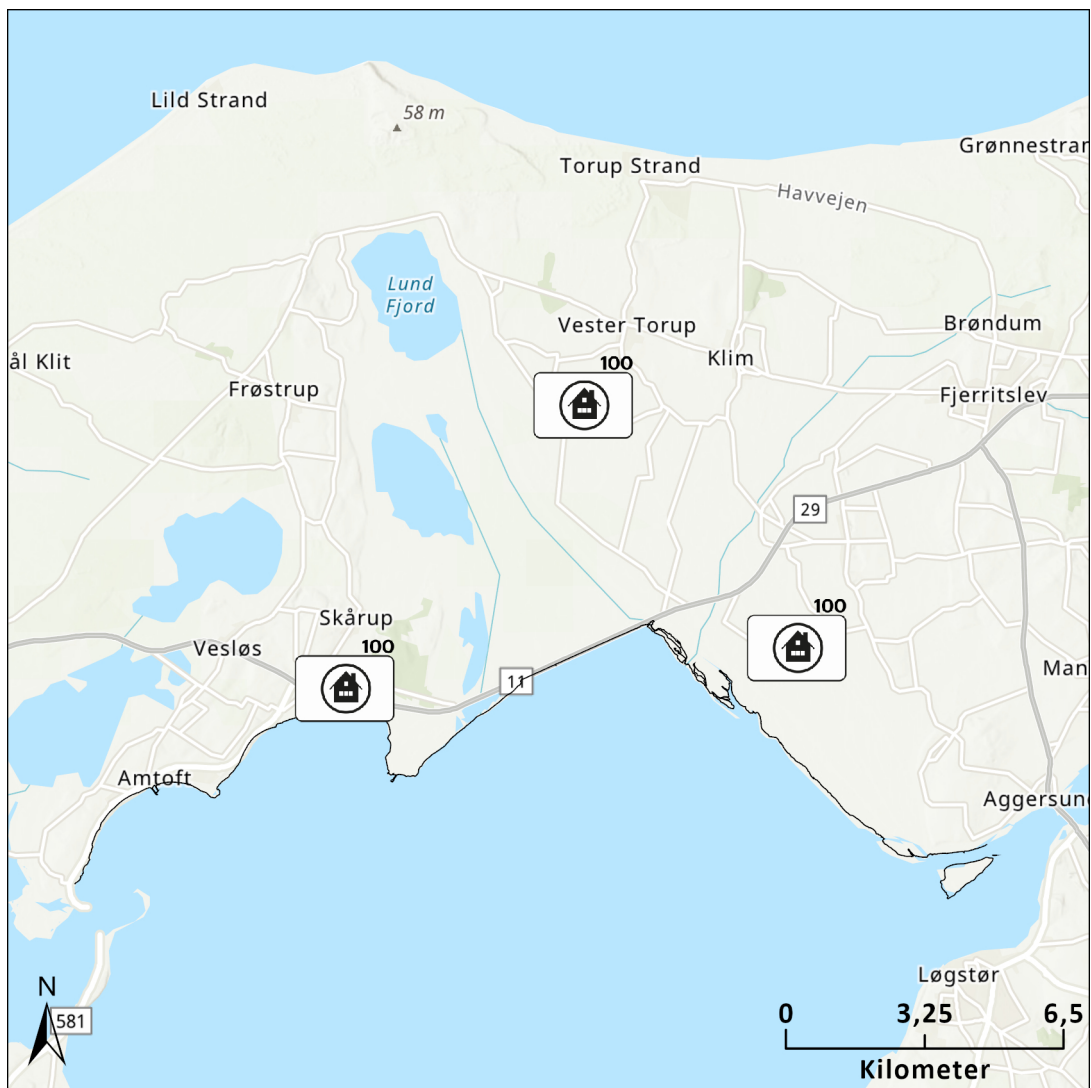 Lild Strand
58 m
Grønnestran
Torup Strand
Havvejen
Lund
Fjord
Vester Torup
Brøndum
ål Klit
Klim
100
Frøstrup
Fjerritslev
29
Skårup
100
Vesløs
100
Man
11
Amtoft
Aggersund
Løgstør
N
581
0
3,25
6,5
Kilometer